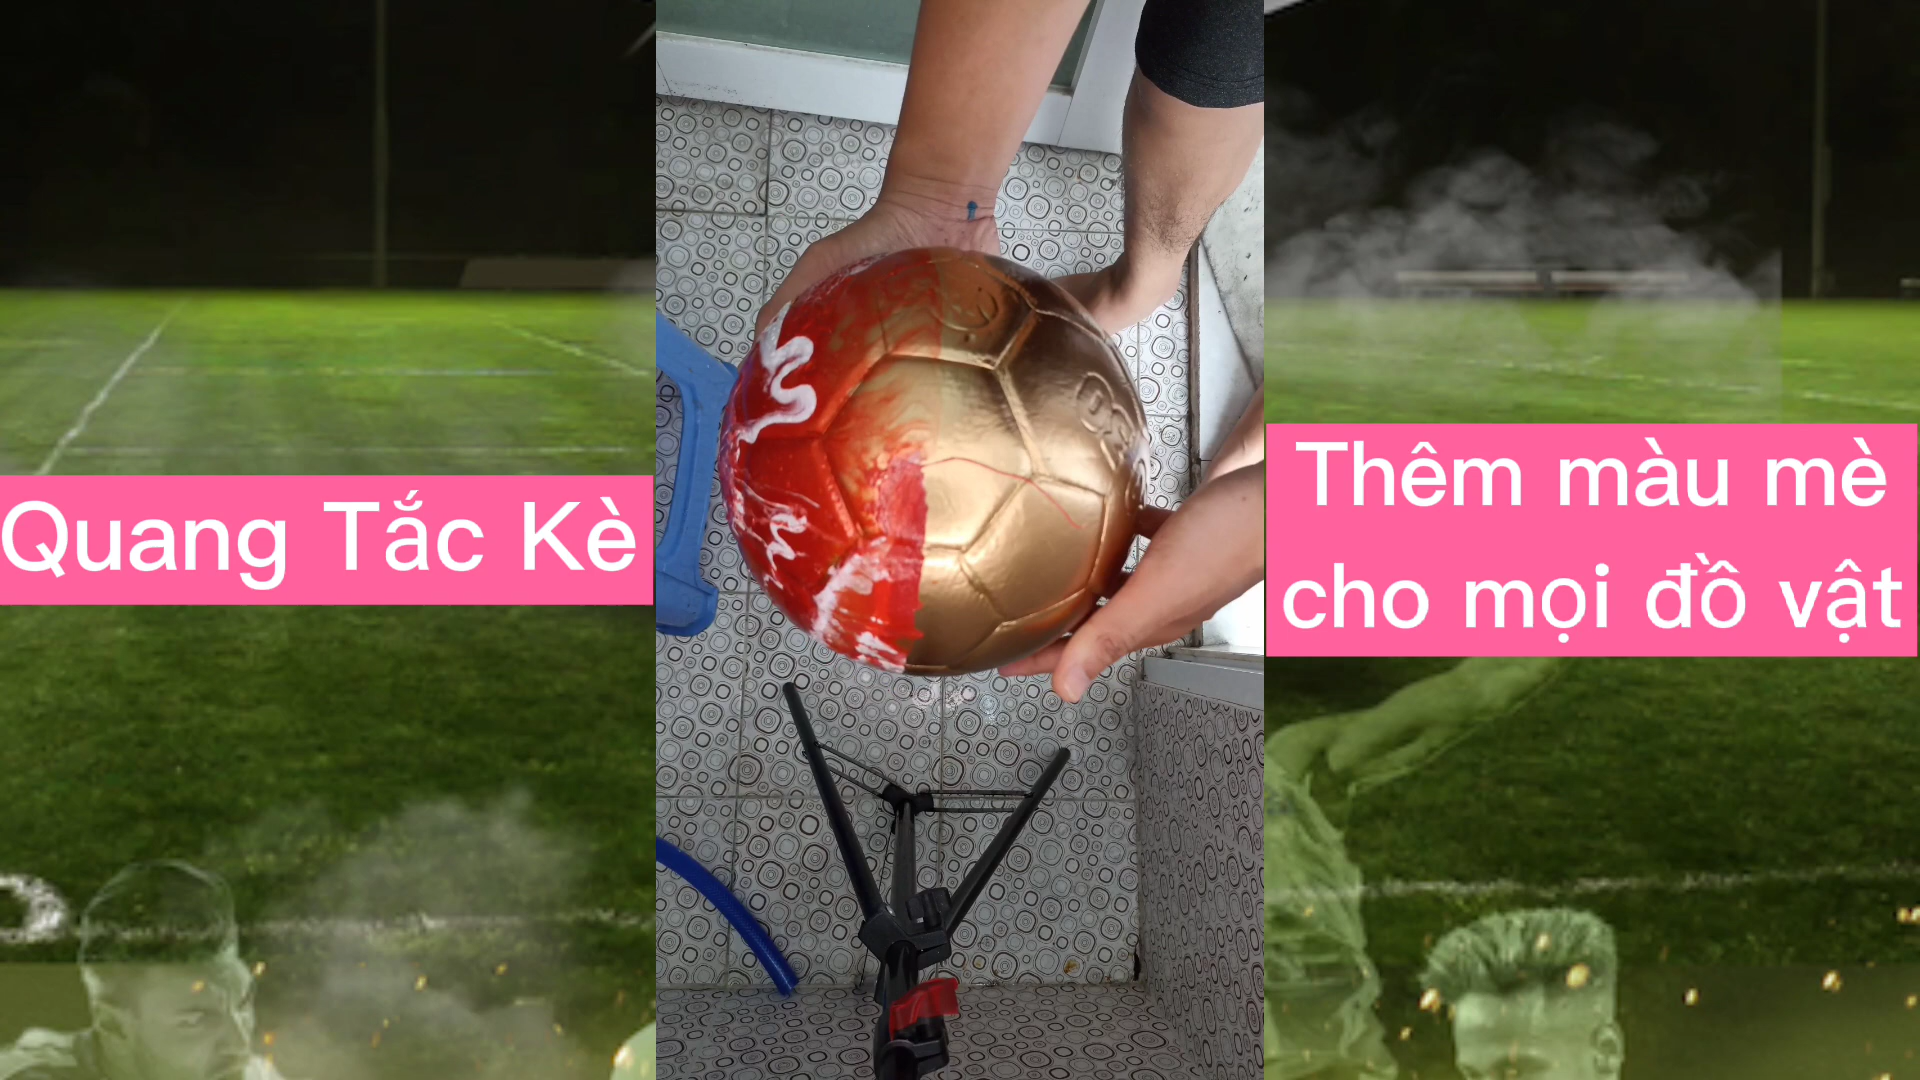 Quang Tắc Kè
Thêm màu mè
cho mọi đồ vật